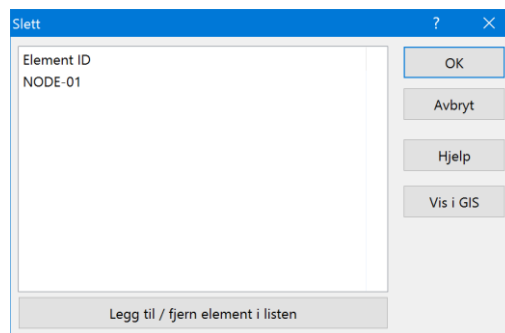 Slett
Element ID
NODE-01
OK
Avbryt
Hjelp
Vis i GIS
Legg til / fjern element i listen